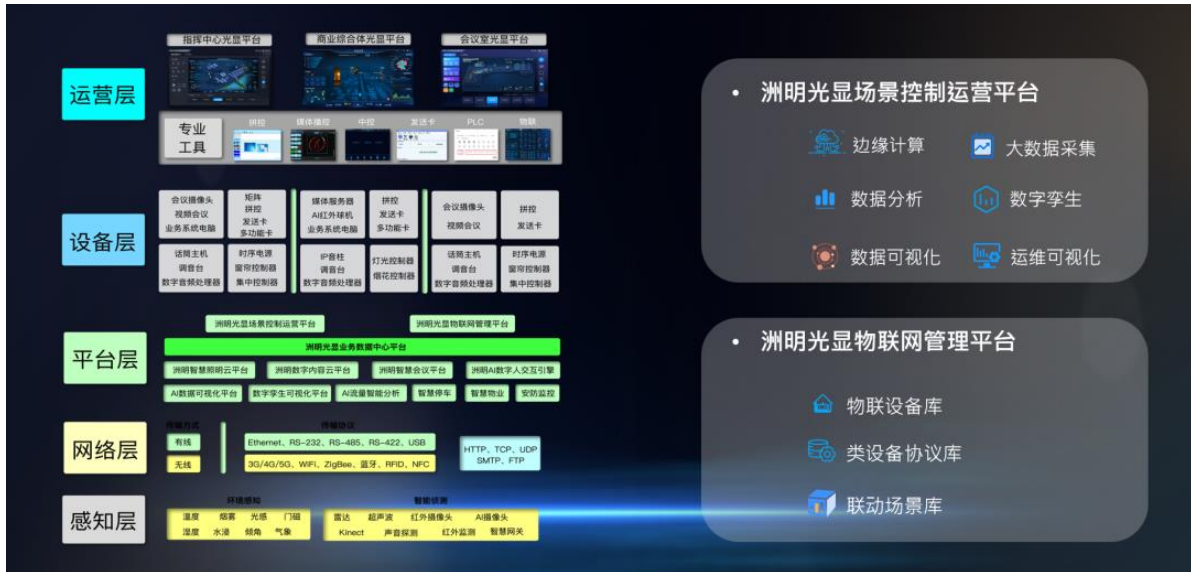 指挥中心光显平台
商业综合体光显平台
会议室光显平台
运营层
专业
工具
拼控
媒体播控
中控
发送卡
PLC
物联
设备层
会议摄像头
视频会议
业务系统电脑
矩阵
拼控
发送卡
多功能卡
媒体服务器
AI红外球机
业务系统电脑
拼控
发送卡
多功能卡
会议摄像头
视频会议
拼控
发送卡
话筒主机
调音台
数字音频处理器
时序电源
窗帘控制器
集中控制器
IP音柱
调音台
数字音频处理器
灯光控制器
烟花控制器
话筒主机
调音台
数字音频处理器
时序电源
窗帘控制器
集中控制器
平台层
洲明光显场景控制运营平台
洲明光显物联网管理平台
洲明光显业务数据中心平台
洲明智慧照明云平台
洲明数字内容云平台
洲明智慧会议平台
洲明AI数字人交互引擎
AI数据可视化平台
数字孪生可视化平台
AI流量智能分析
智慧停车
智慧物业
安防监控
网络层
传输方式
有线
无线
传输协议
Ethernet、RS-232、RS-485、RS-422、USB
3G/4G/5G、WiFi、ZigBee、蓝牙、RFID、NFC
HTTP、TCP、UDP
SMTP、FTP
感知层
环境感知
温度 烟雾 光感 门磁
湿度 水浸 倾角 气象
智能侦测
雷达 超声波 红外摄像头 AI摄像头
Kinect 声音探测 红外监测 智慧网关
• 洲明光显场景控制运营平台
边缘计算
大数据采集
数据分析
数字孪生
数据可视化
运维可视化
• 洲明光显物联网管理平台
物联设备库
类设备协议库
联动场景库